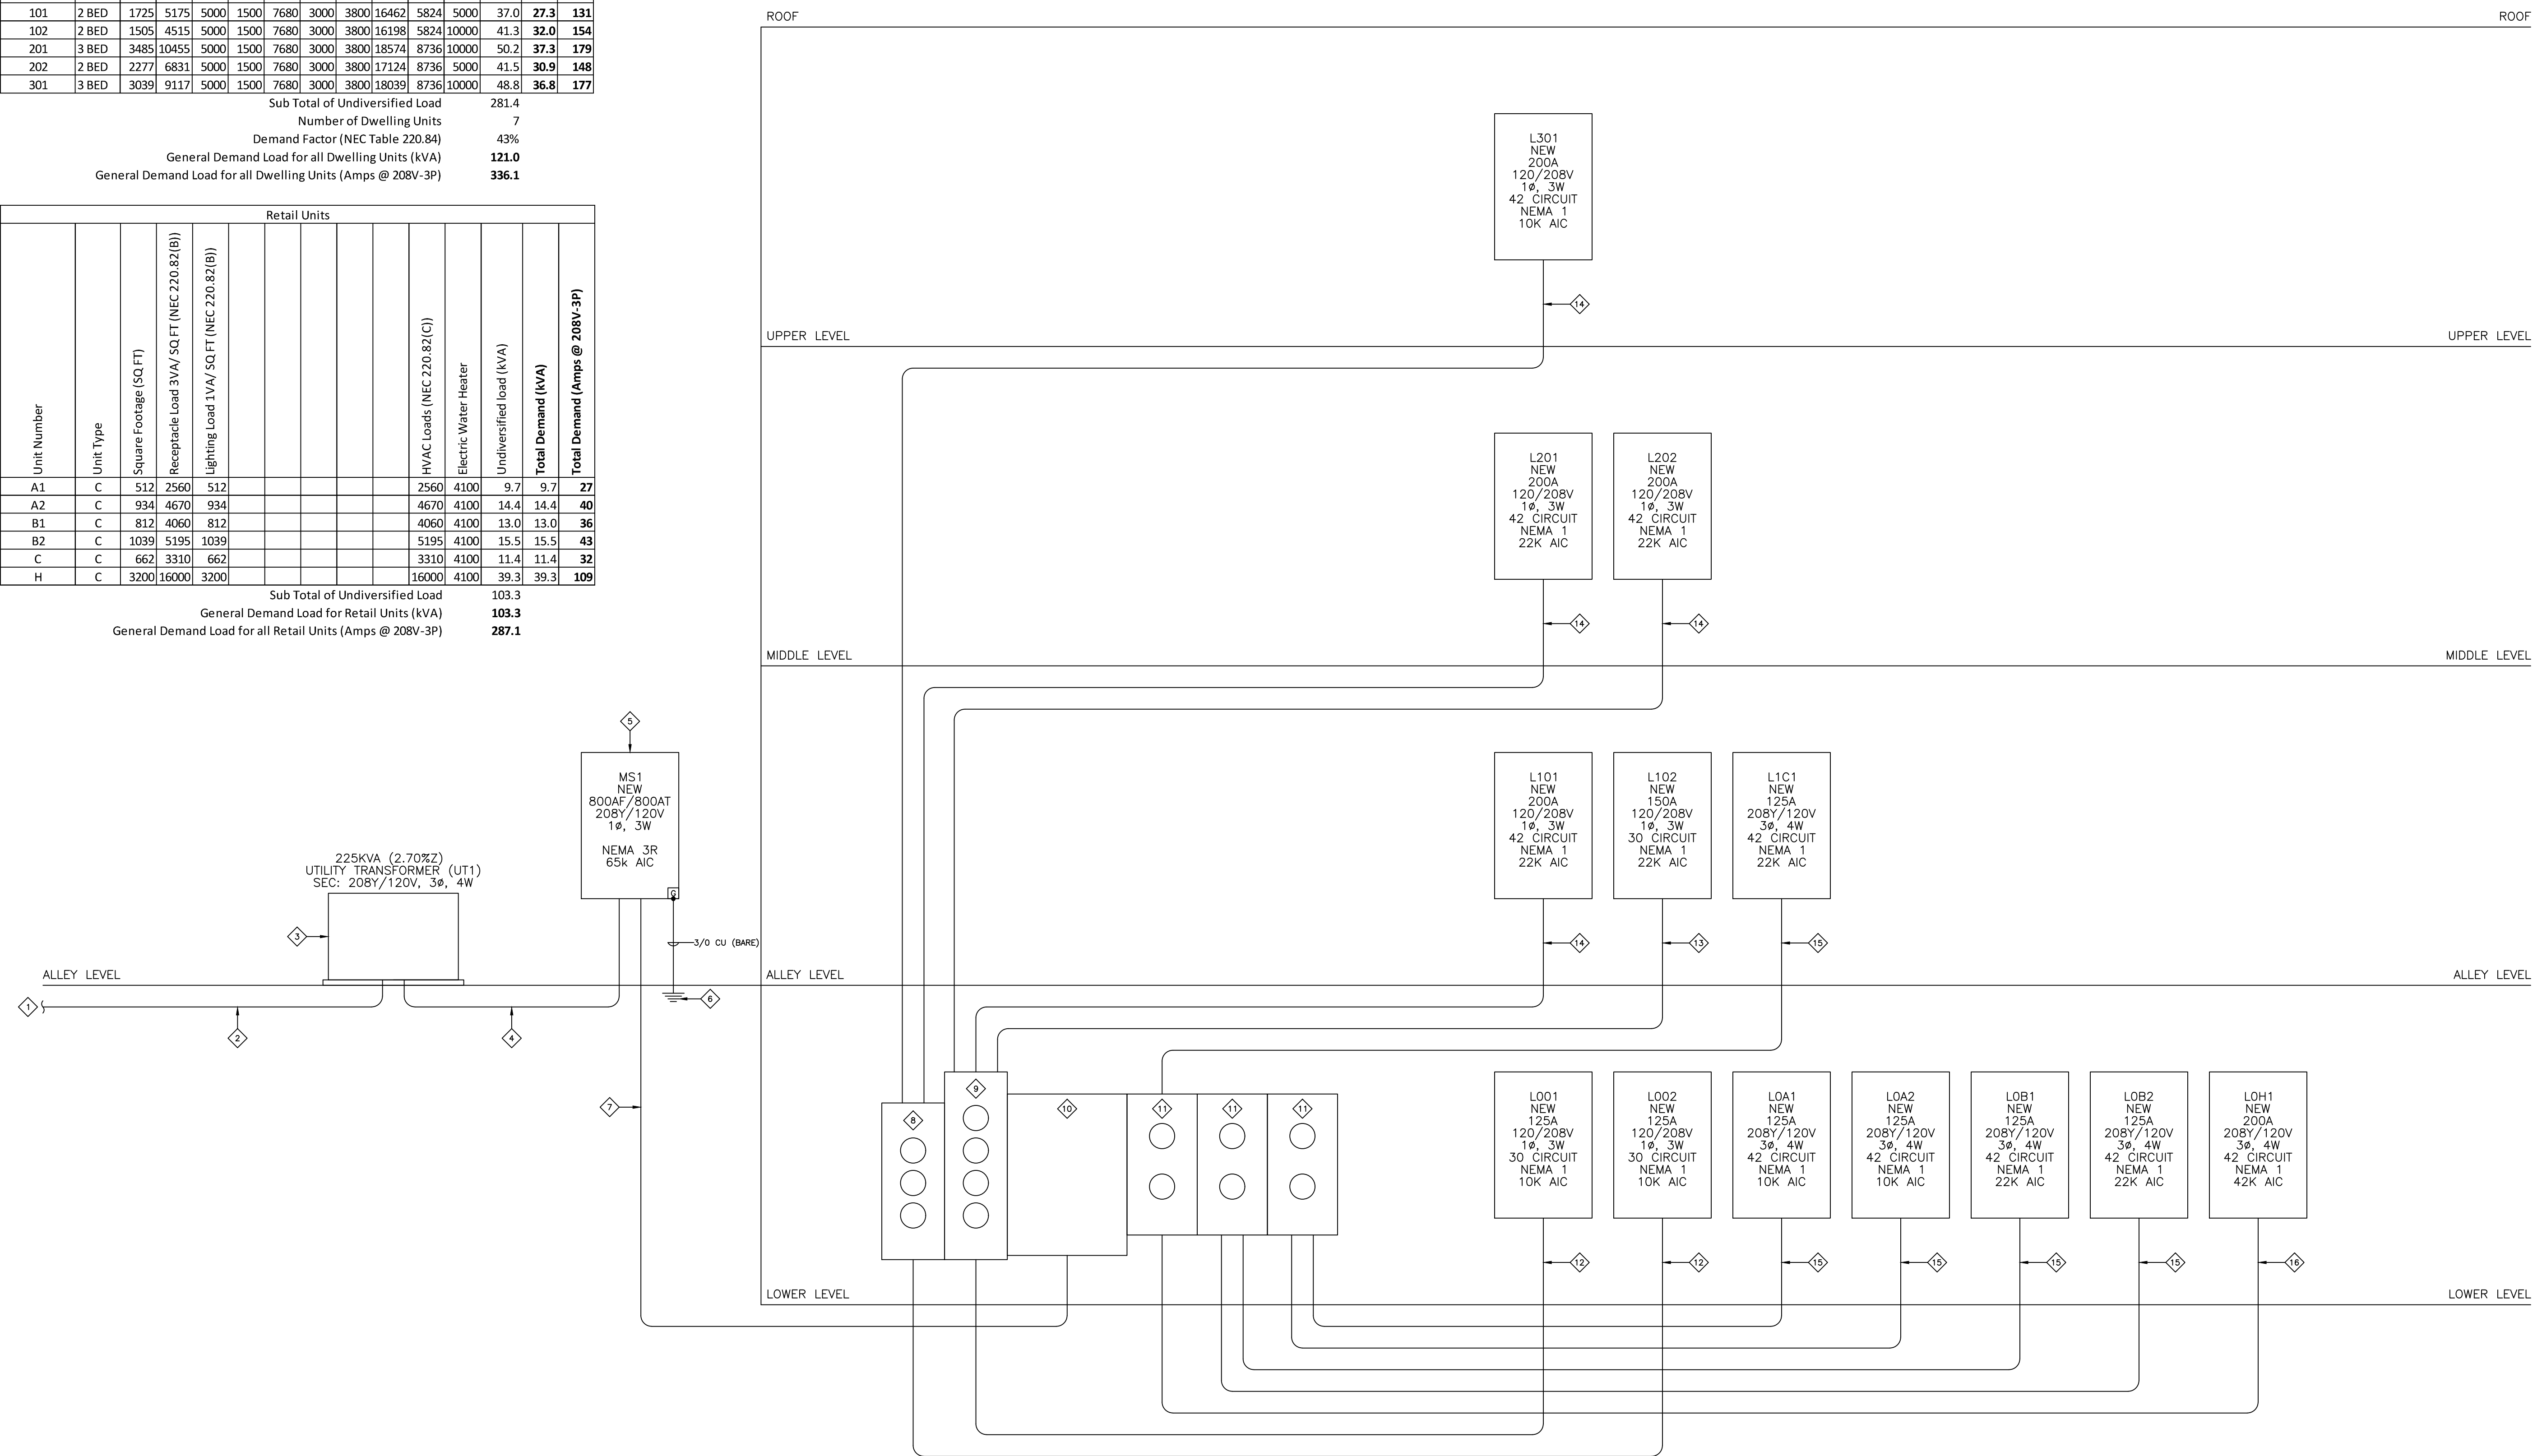 101 2 BED 1725 5175 5000 1500 7680 3000 3800 16462 5824 5000 37.0 27.3 131
102 2 BED 1505 4515 5000 1500 7680 3000 3800 16198 5824 10000 41.3 32.0 154
201 3 BED 3485 10455 5000 1500 7680 3000 3800 18574 8736 10000 50.2 37.3 179
202 2 BED 2277 6831 5000 1500 7680 3000 3800 17124 8736 5000 41.5 30.9 148
301 3 BED 3039 9117 5000 1500 7680 3000 3800 18039 8736 10000 48.8 36.8 177
Sub Total of Undiversified Load 281.4
Number of Dwelling Units 7
Demand Factor (NEC Table 220.84) 43%
General Demand Load for all Dwelling Units (kVA) 121.0
General Demand Load for all Dwelling Units (Amps @ 208V-3P) 336.1
Retail Units
Unit Number
Unit Type
Square Footage (SQ FT)
Receptacle Load 3VA/ SQ FT (NEC 220.82(B))
Lighting Load 1VA/ SQ FT (NEC 220.82(B)
HVAC Loads (NEC 220.82(C))
Electric Water Heater
Undiversified load (kVA)
Total Demand (kVA)
Total Demand (Amps @ 208V-3P)
A1 C 512 2560 512 2560 4100 9.7 9.7 27
A2 C 934 4670 934 4670 4100 14.4 14.4 40
B1 C 812 4060 812 4060 4100 13.0 13.0 36
B2 C 1039 5195 1039 5195 4100 15.5 15.5 43
C C 662 3310 662 3310 4100 11.4 11.4 32
H C 3200 16000 3200 16000 4100 39.3 39.3 109
Sub Total of Undiversified Load 103.3
General Demand Load for Retail Units (kVA) 103.3
General Demand Load for all Retail Units (Amps @ 208V-3P) 287.1
ROOF
ROOF
L301
NEW
200A
120/208V
1ø, 3W
42 CIRCUIT
NEMA 1
10K AIC
14
UPPER LEVEL
UPPER LEVEL
L201
NEW
200A
120/208V
1ø, 3W
42 CIRCUIT
NEMA 1
22K AIC
L202
NEW
200A
120/208V
1ø, 3W
42 CIRCUIT
NEMA 1
22K AIC
14
14
MIDDLE LEVEL
MIDDLE LEVEL
5
MS1
NEW
800AF/800AT
208Y/120V
1ø, 3W
NEMA 3R
65k AIC
G
225KVA (2.70%Z)
UTILITY TRANSFORMER (UT1)
SEC: 208Y/120V, 3ø, 4W
3
3/0 CU (BARE)
L101
NEW
200A
120/208V
1ø, 3W
42 CIRCUIT
NEMA 1
22K AIC
L102
NEW
150A
120/208V
1ø, 3W
30 CIRCUIT
NEMA 1
22K AIC
L1C1
NEW
125A
208Y/120V
3ø, 4W
42 CIRCUIT
NEMA 1
22K AIC
14
13
15
ALLEY LEVEL
ALLEY LEVEL
ALLEY LEVEL
1
2
4
6
7
8
9
10
11
11
11
L001
NEW
125A
120/208V
1ø, 3W
30 CIRCUIT
NEMA 1
10K AIC
L002
NEW
125A
120/208V
1ø, 3W
30 CIRCUIT
NEMA 1
10K AIC
L0A1
NEW
125A
208Y/120V
3ø, 4W
42 CIRCUIT
NEMA 1
10K AIC
L0A2
NEW
125A
208Y/120V
3ø, 4W
42 CIRCUIT
NEMA 1
10K AIC
L0B1
NEW
125A
208Y/120V
3ø, 4W
42 CIRCUIT
NEMA 1
22K AIC
L0B2
NEW
125A
208Y/120V
3ø, 4W
42 CIRCUIT
NEMA 1
22K AIC
L0H1
NEW
200A
208Y/120V
3ø, 4W
42 CIRCUIT
NEMA 1
42K AIC
12
12
15
15
15
15
16
LOWER LEVEL
LOWER LEVEL